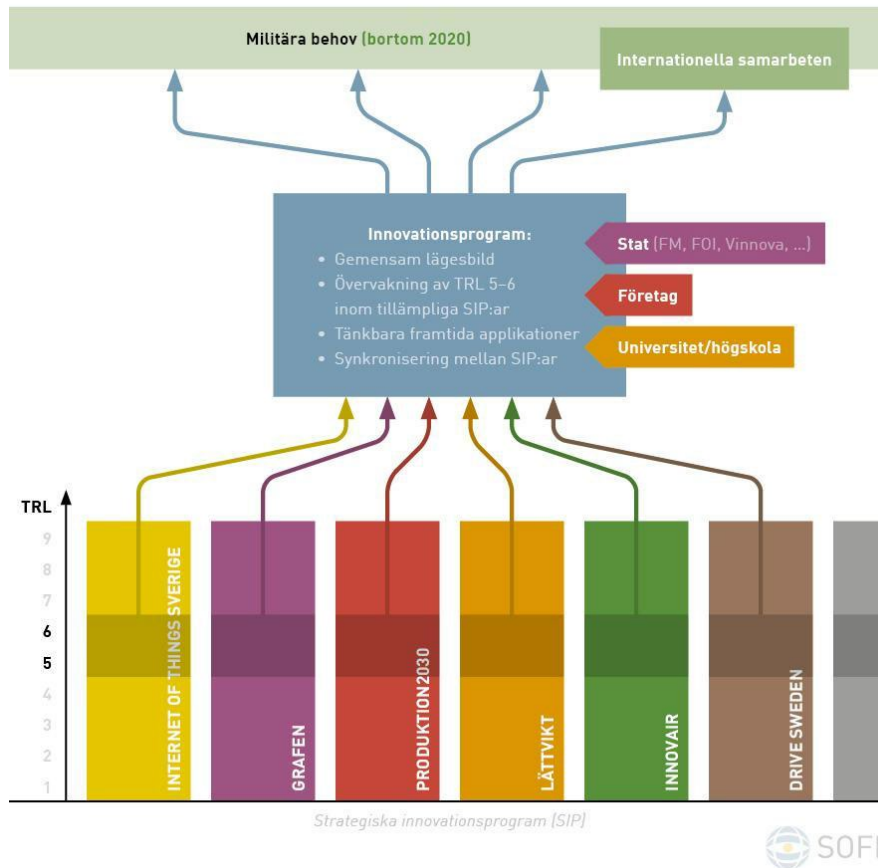 Militära behov (bortom 2020)
Internationella samarbeten
Innovationsprogram:
• Gemensam lägesbild
• Övervakning av TRL 5–6
inom tillämpliga SIP:ar
• Tänkbara framtida applikationer
• Synkronisering mellan SIP:ar
Stat (FM, FOI, Vinnova, ...)
Företag
Universitet/högskola
TRL
9
8
7
6
5
4
3
2
1
INTERNET OF THINGS SVERIGE
GRAFEN
PRODUKTION2030
LÄTTVIKT
INNOVAIR
DRIVE SWEDEN
Strategiska innovationsprogram (SIP)